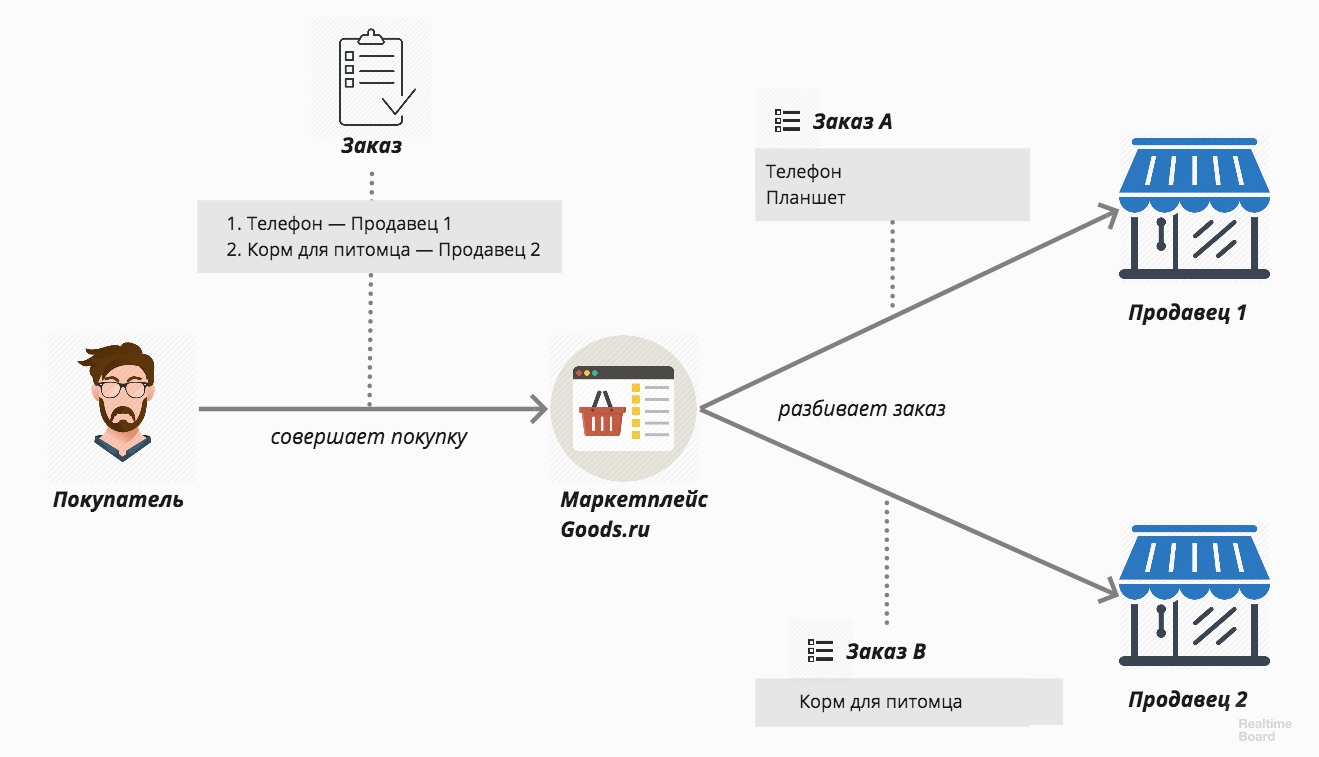 Заказ
1. Телефон — Продавец 1
2. Корм для питомца — Продавец 2
Покупатель
совершает покупку
Маркетплейс
Goods.ru
разбивает заказ
Заказ A
Телефон
Планшет
Продавец 1
Заказ B
Корм для питомца
Продавец 2
Realtime
Board